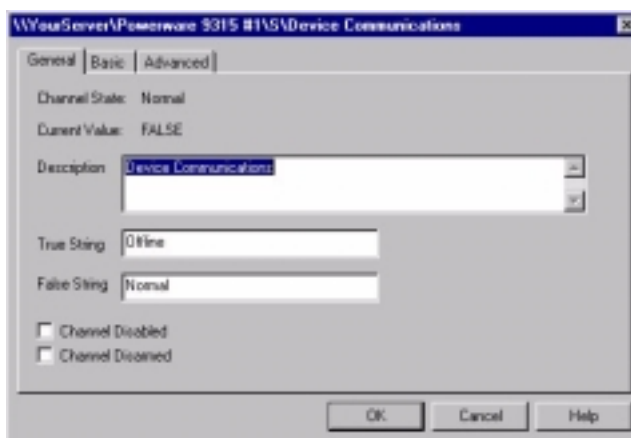 \\YourServer\Powerware 9315 #1\S\Device Communications
General Basic Advanced
Channel State: Normal
Current Value: FALSE
Description Device Communications
True String Offline
False String Normal
Channel Disabled
Channel Disarmed
OK Cancel Help